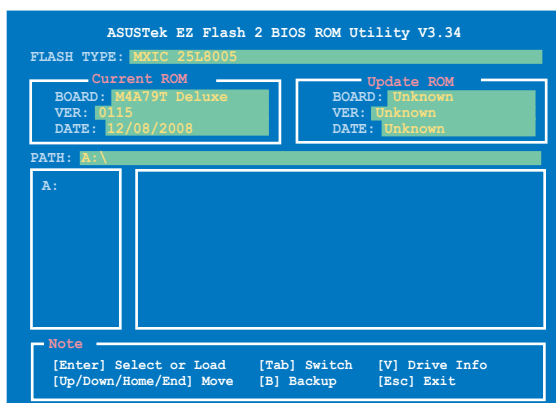 ASUSTek EZ Flash 2 BIOS ROM Utility V3.34
FLASH TYPE: MXIC 25L8005
Current ROM
BOARD: M4A79T Deluxe
VER: 0115
DATE: 12/08/2008
Update ROM
BOARD: Unknown
VER: Unknown
DATE: Unknown
PATH: A:\
A:
Note
[Enter] Select or Load [Tab] Switch [V] Drive Info
[Up/Down/Home/End] Move [B] Backup [Esc] Exit